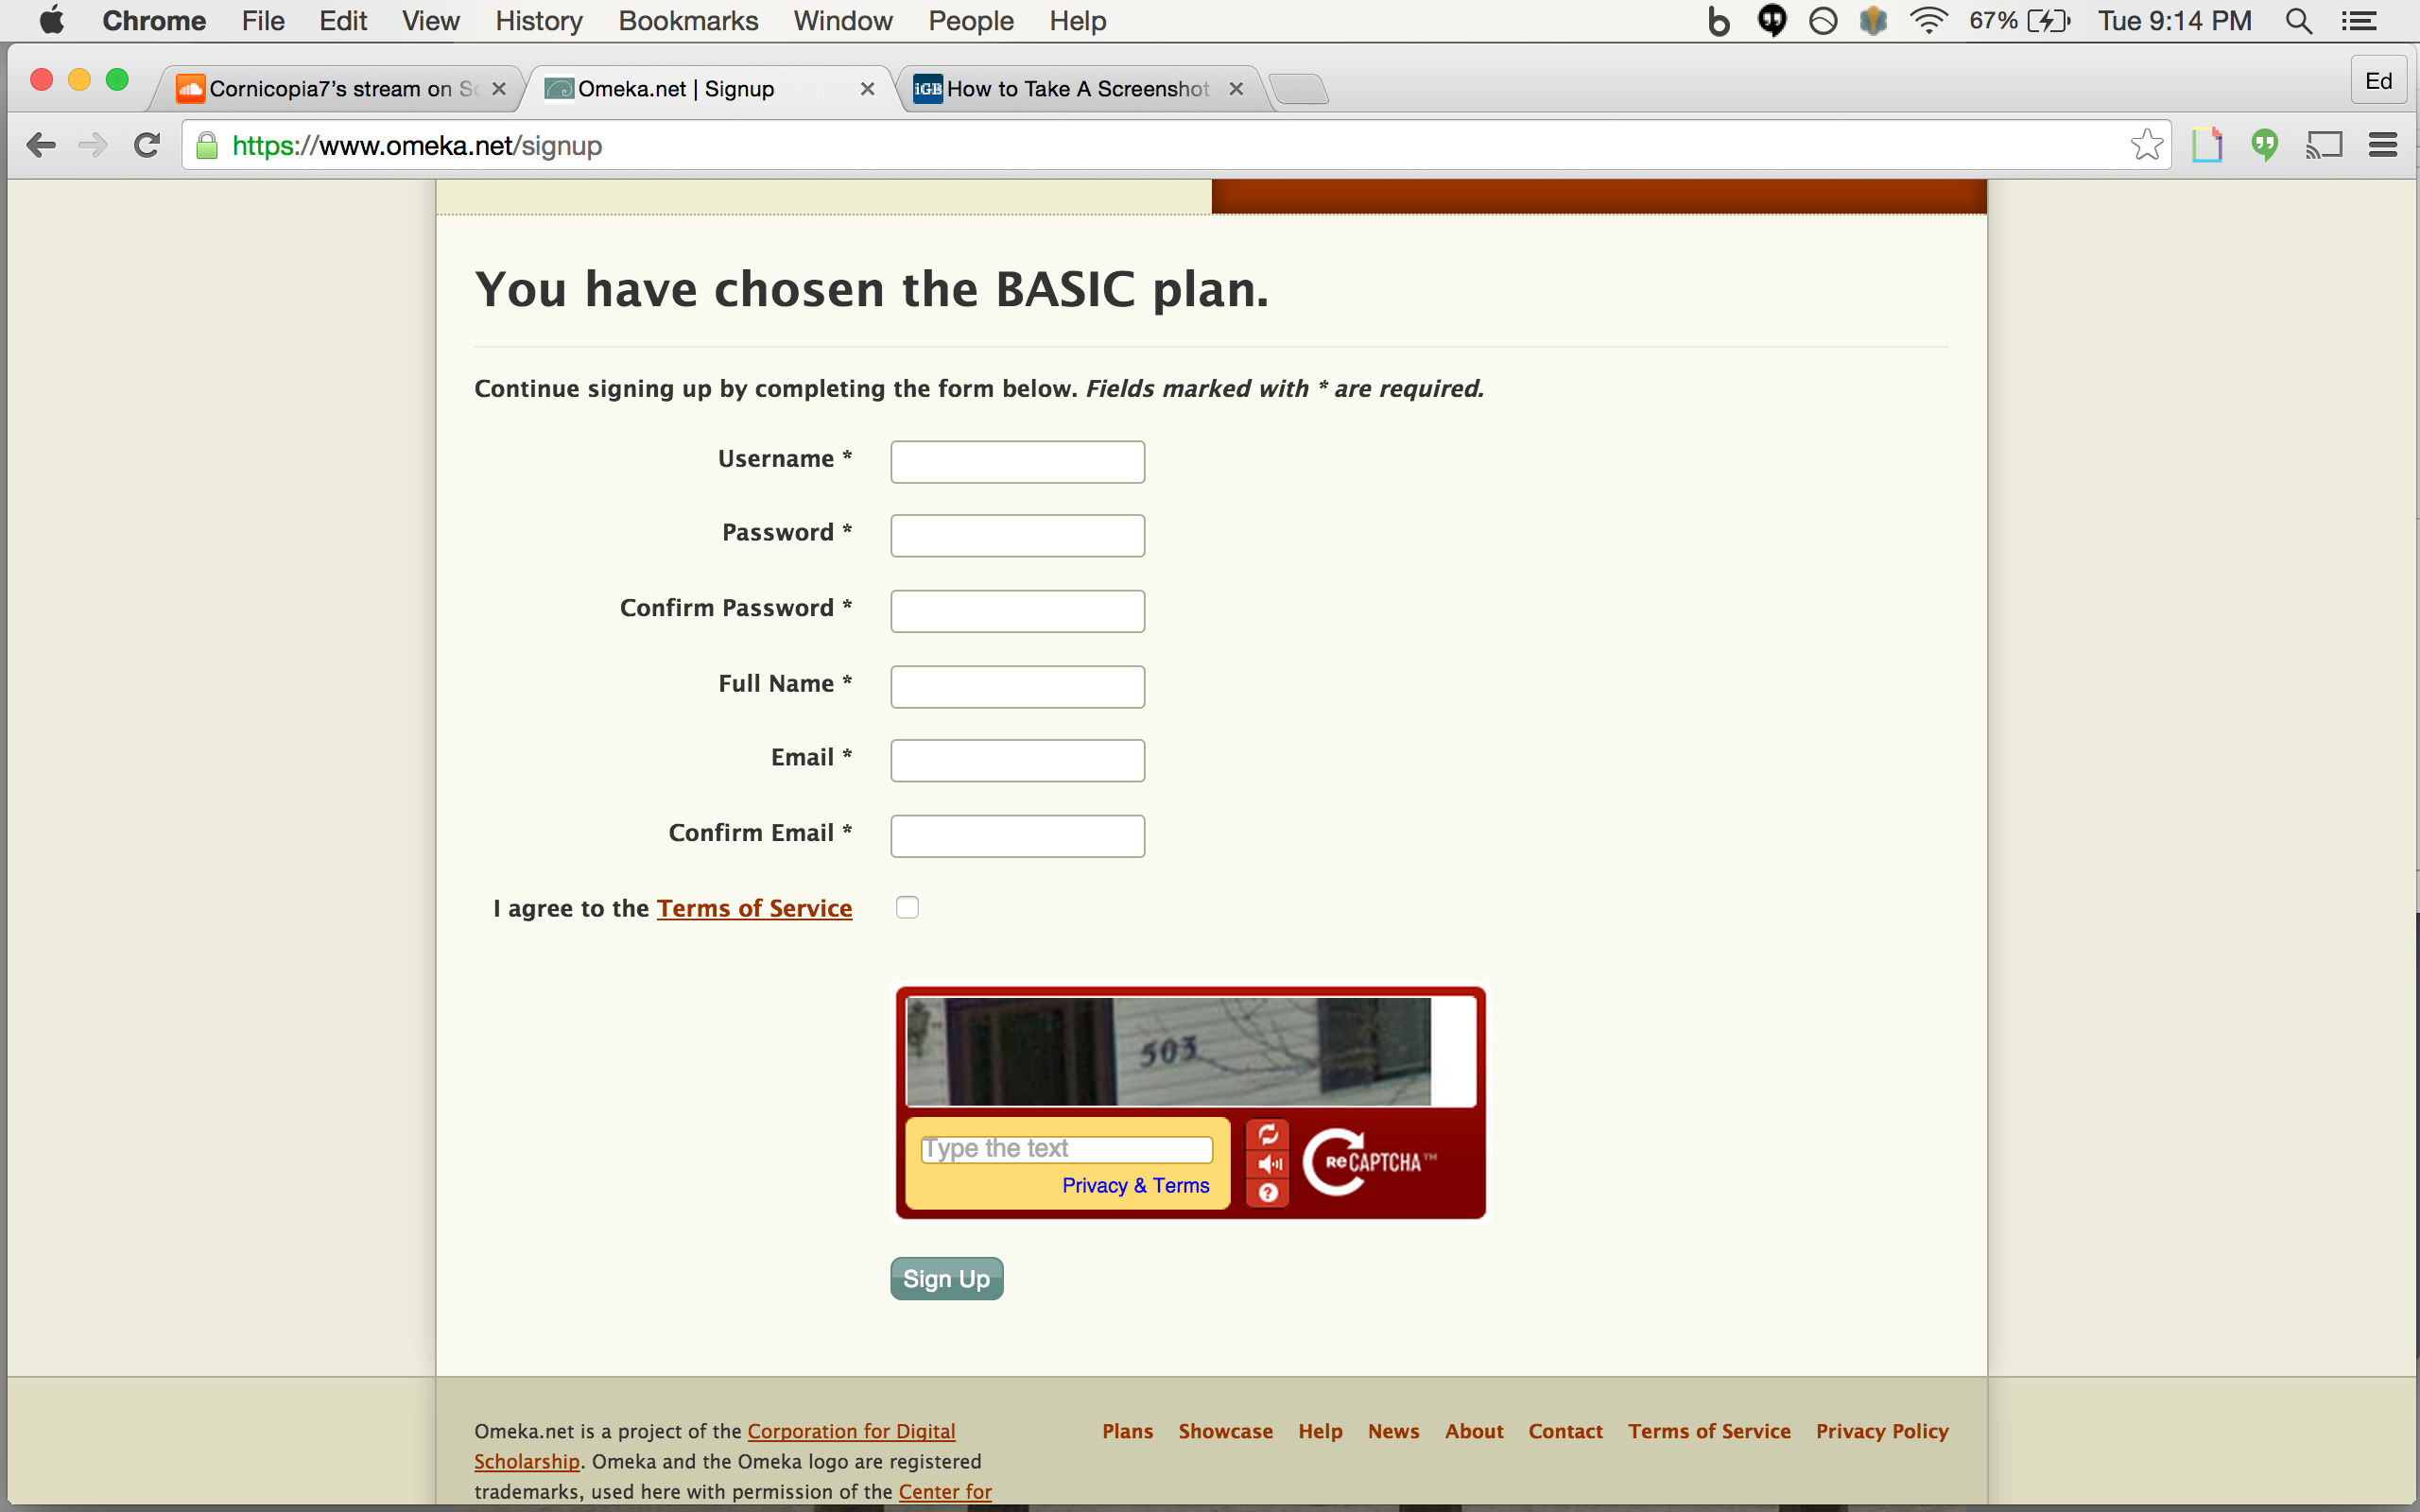 Chrome File Edit View History Bookmarks Window People Help 67% Tue 9:14 PM
Cornicopia7's stream on So Omeka.net | Signup iGB How to Take A Screenshot Ed
https://www.omeka.net/signup
You have chosen the BASIC plan.
Continue signing up by completing the form below. Fields marked with * are required.
Username *
Password *
Confirm Password *
Full Name *
Email *
Confirm Email *
I agree to the Terms of Service
503
Type the text
Privacy & Terms
reCAPTCHA™
Sign Up
Omeka.net is a project of the Corporation for Digital
Scholarship. Omeka and the Omeka logo are registered
trademarks, used here with permission of the Center for
Plans Showcase Help News About Contact Terms of Service Privacy Policy